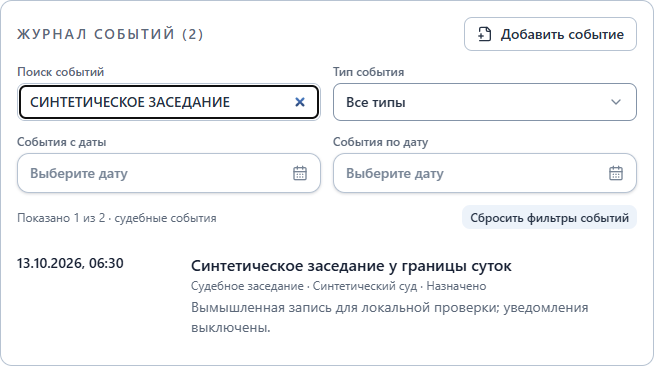 ЖУРНАЛ СОБЫТИЙ (2)
Добавить событие
Поиск событий
Тип события
СИНТЕТИЧЕСКОЕ ЗАСЕДАНИЕ
Все типы
События с даты
События по дату
Выберите дату
Выберите дату
Показано 1 из 2 · судебные события
Сбросить фильтры событий
13.10.2026, 06:30
Синтетическое заседание у границы суток
Судебное заседание · Синтетический суд · Назначено
Вымышленная запись для локальной проверки; уведомления
выключены.